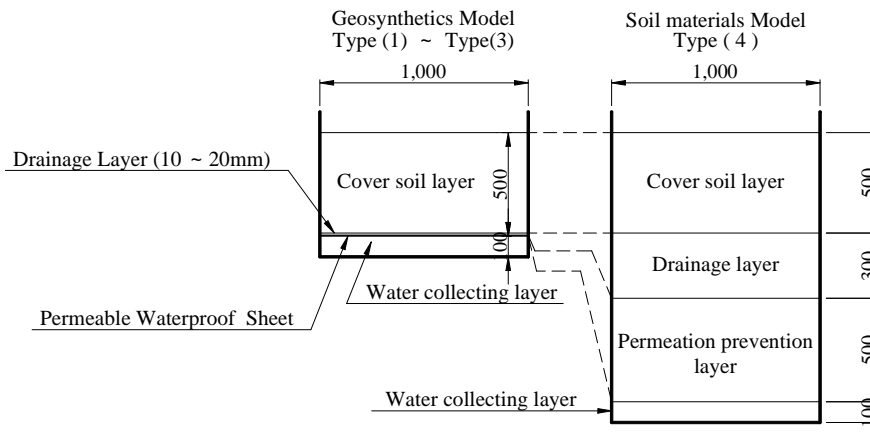 Geosynthetics Model
Type (1) ~ Type(3)
1,000
Soil materials Model
Type ( 4 )
1,000
Drainage Layer (10 ~ 20mm)
Cover soil layer
500
100
Water collecting layer
Permeable Waterproof Sheet
Cover soil layer
500
Drainage layer
300
Permeation prevention
layer
500
Water collecting layer
100